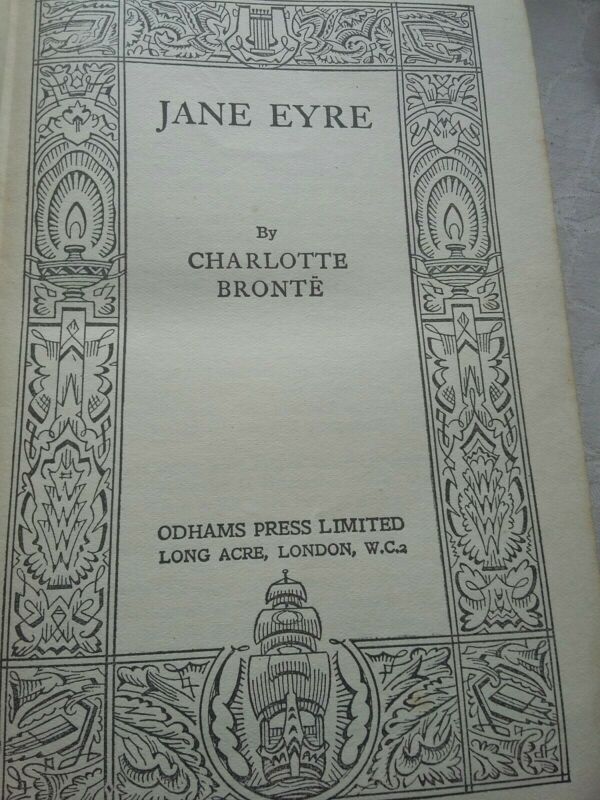 JANE EYRE
By
CHARLOTTE
BRONTË
ODHAMS PRESS LIMITED
LONG ACRE, LONDON, W.C.2